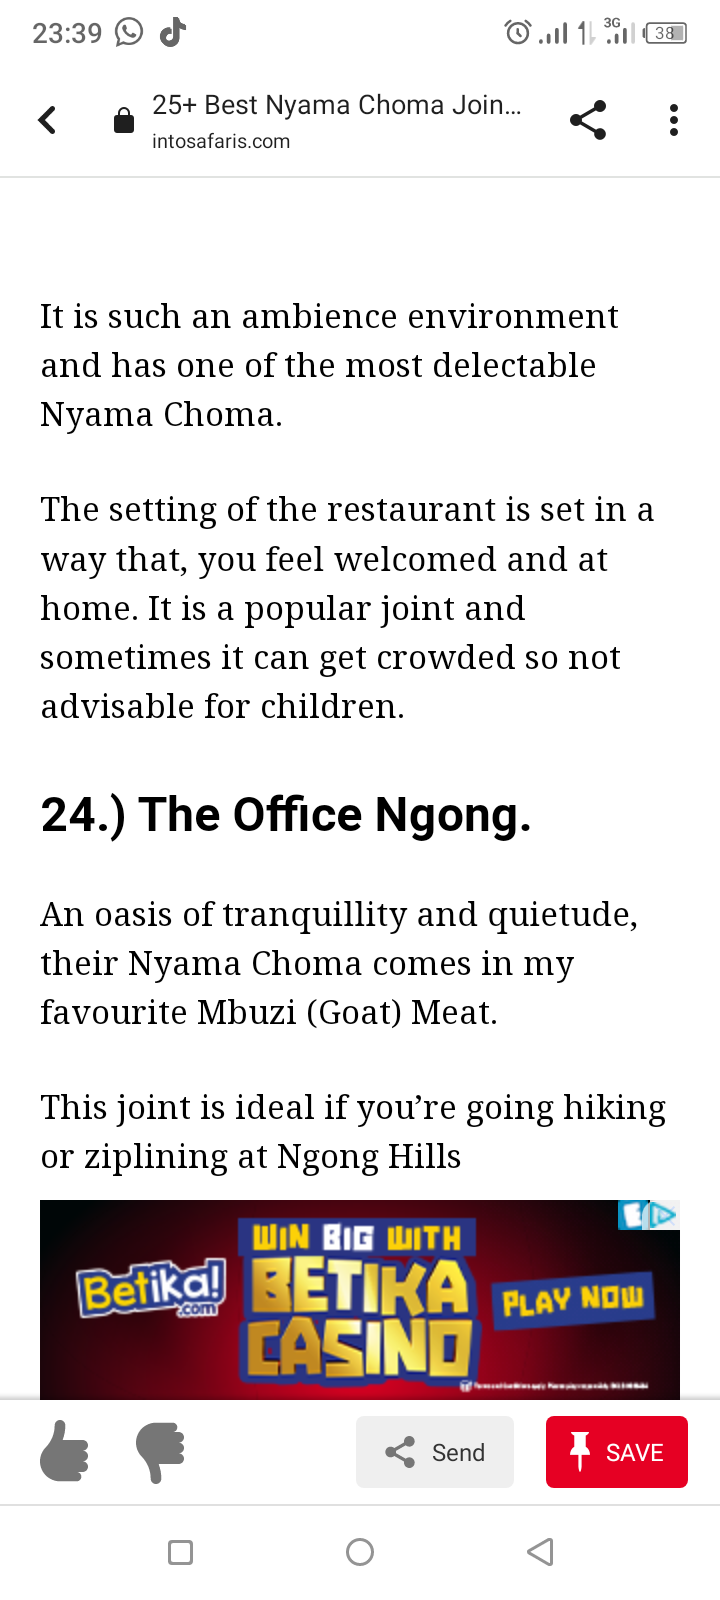 23:39
3G
38
25+ Best Nyama Choma Join...
intosafaris.com
It is such an ambience environment
and has one of the most delectable
Nyama Choma.
The setting of the restaurant is set in a
way that, you feel welcomed and at
home. It is a popular joint and
sometimes it can get crowded so not
advisable for children.
24.) The Office Ngong.
An oasis of tranquillity and quietude,
their Nyama Choma comes in my
favourite Mbuzi (Goat) Meat.
This joint is ideal if you’re going hiking
or ziplining at Ngong Hills
Betika!
.com
WIN BIG WITH
BETIKA
CASINO
PLAY NOW
Send
SAVE